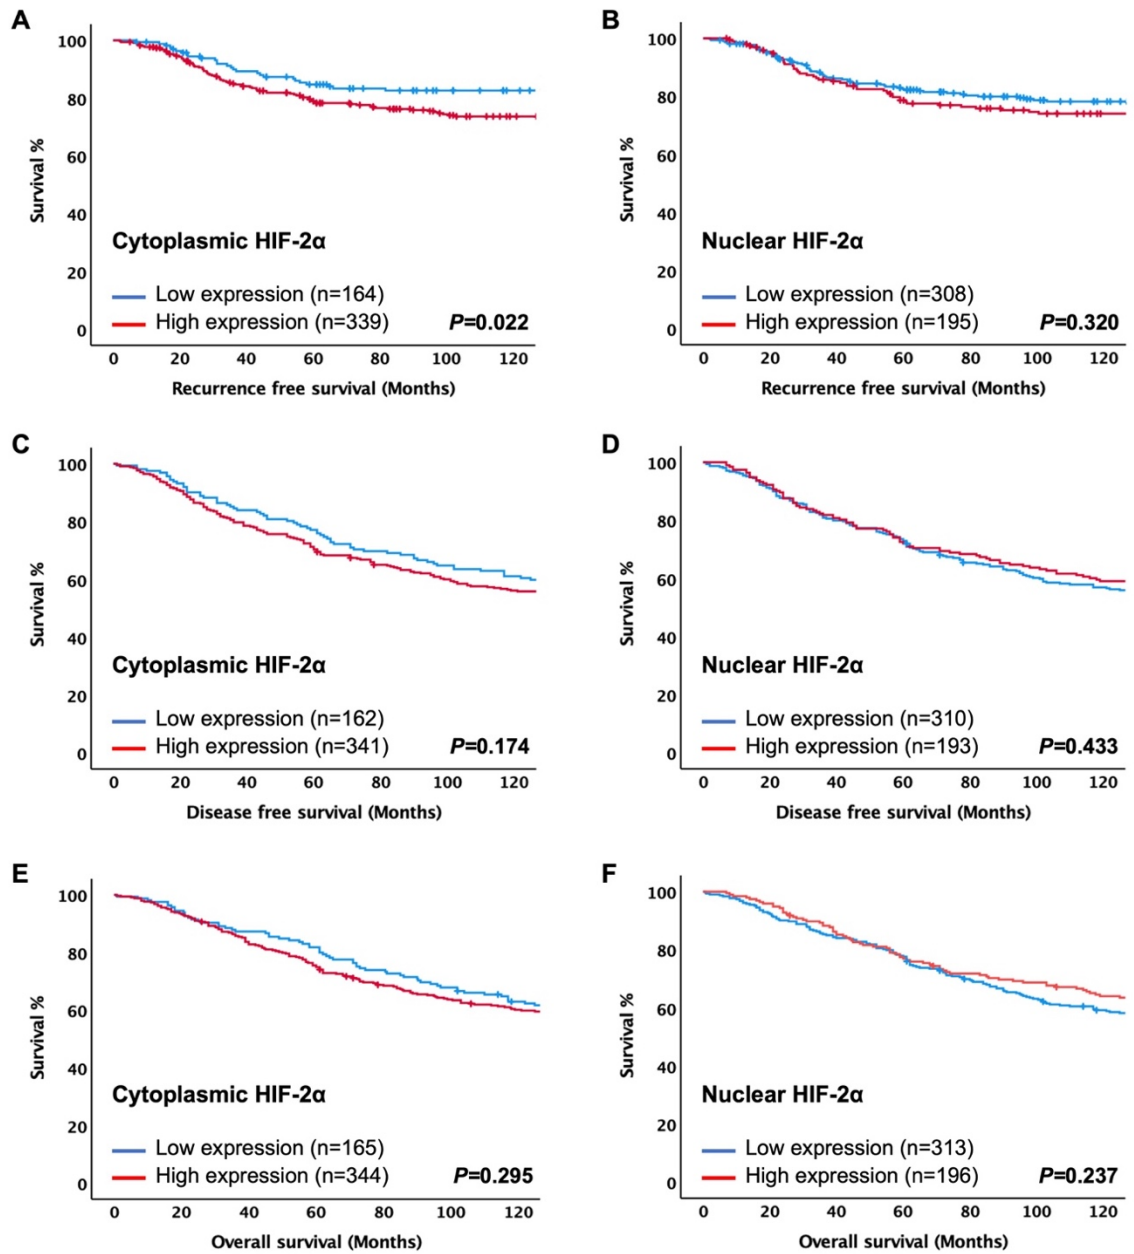 A
Survival %
100
80
60
40
20
0
Cytoplasmic HIF-2α
Low expression (n=164)
High expression (n=339)
P=0.022
0 20 40 60 80 100 120
Recurrence free survival (Months)
B
Survival %
100
80
60
40
20
0
Nuclear HIF-2α
Low expression (n=308)
High expression (n=195)
P=0.320
0 20 40 60 80 100 120
Recurrence free survival (Months)
C
Survival %
100
80
60
40
20
0
Cytoplasmic HIF-2α
Low expression (n=162)
High expression (n=341)
P=0.174
0 20 40 60 80 100 120
Disease free survival (Months)
D
Survival %
100
80
60
40
20
0
Nuclear HIF-2α
Low expression (n=310)
High expression (n=193)
P=0.433
0 20 40 60 80 100 120
Disease free survival (Months)
E
Survival %
100
80
60
40
20
0
Cytoplasmic HIF-2α
Low expression (n=165)
High expression (n=344)
P=0.295
0 20 40 60 80 100 120
Overall survival (Months)
F
Survival %
100
80
60
40
20
0
Nuclear HIF-2α
Low expression (n=313)
High expression (n=196)
P=0.237
0 20 40 60 80 100 120
Overall survival (Months)